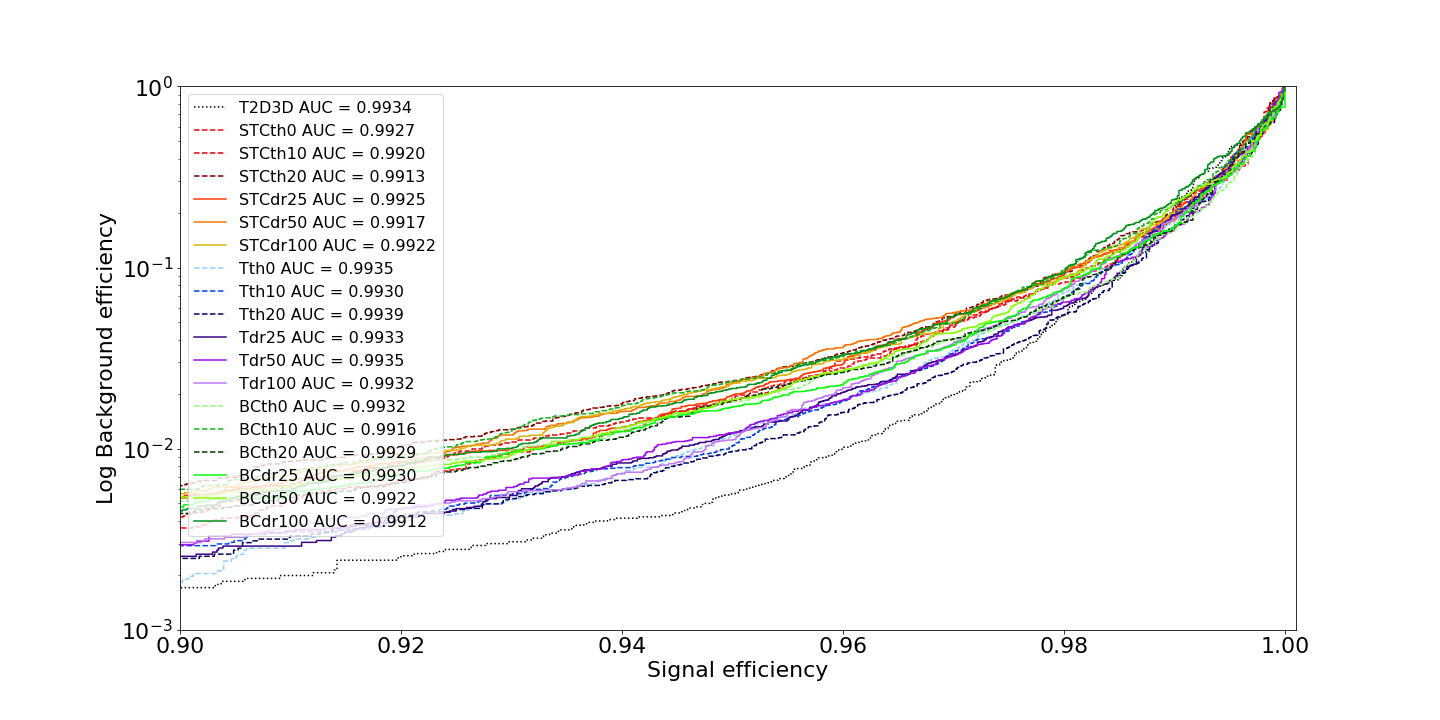 10^0
10^-1
10^-2
10^-3
Log Background efficiency
T2D3D AUC = 0.9934
STCth0 AUC = 0.9927
STCth10 AUC = 0.9920
STCth20 AUC = 0.9913
STCdr25 AUC = 0.9925
STCdr50 AUC = 0.9917
STCdr100 AUC = 0.9922
Tth0 AUC = 0.9935
Tth10 AUC = 0.9930
Tth20 AUC = 0.9939
Tdr25 AUC = 0.9933
Tdr50 AUC = 0.9935
Tdr100 AUC = 0.9932
BCth0 AUC = 0.9932
BCth10 AUC = 0.9916
BCth20 AUC = 0.9929
BCdr25 AUC = 0.9930
BCdr50 AUC = 0.9922
BCdr100 AUC = 0.9912
0.90 0.92 0.94 0.96 0.98 1.00
Signal efficiency